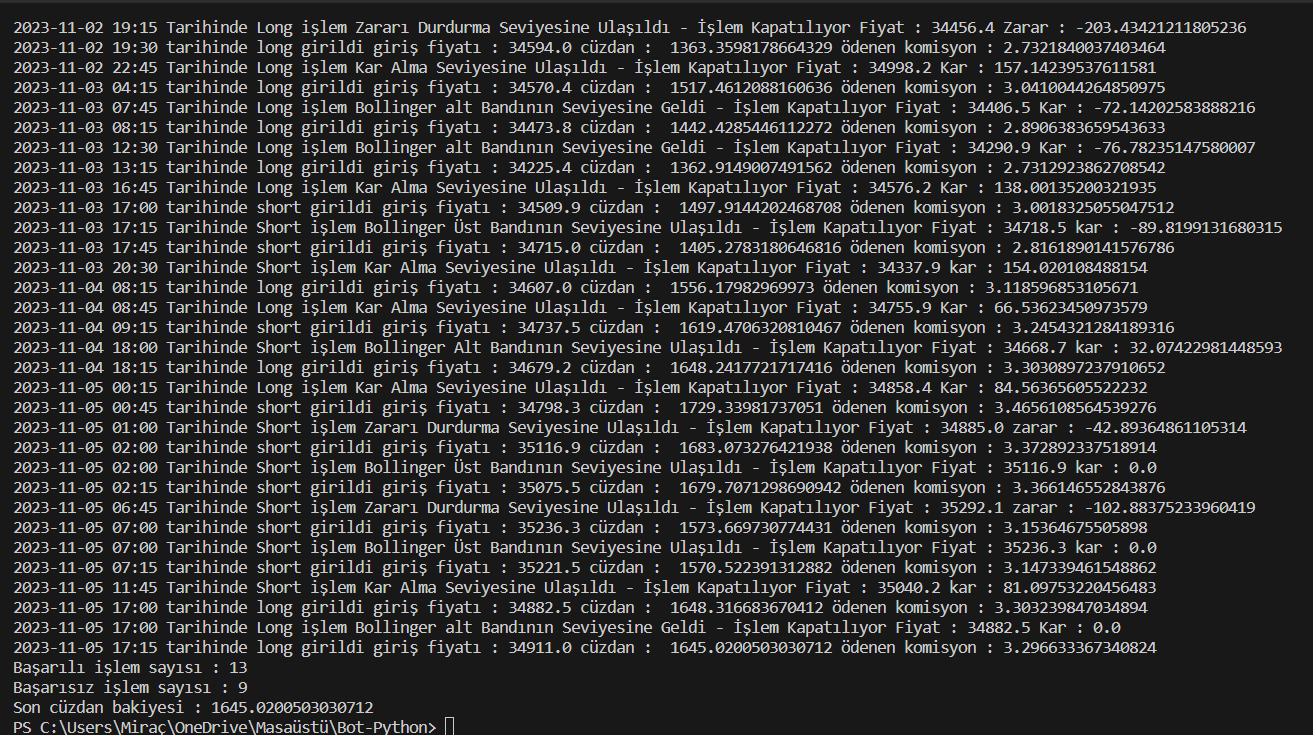 2023-11-02 19:15 Tarihinde Long işlem Zararı Durdurma Seviyesine Ulaşıldı - İşlem Kapatılıyor Fiyat : 34456.4 Zarar : -203.43421211805236
2023-11-02 19:30 tarihinde long girildi giriş fiyatı : 34594.0 cüzdan :  1363.3598178664329 ödenen komisyon : 2.7321840037403464
2023-11-02 22:45 Tarihinde Long işlem Kar Alma Seviyesine Ulaşıldı - İşlem Kapatılıyor Fiyat : 34998.2 Kar : 157.14239537611581
2023-11-03 04:15 tarihinde long girildi giriş fiyatı : 34570.4 cüzdan :  1517.4612088160636 ödenen komisyon : 3.0410044264850975
2023-11-03 07:45 Tarihinde Long işlem Bollinger alt Bandının Seviyesine Geldi - İşlem Kapatılıyor Fiyat : 34406.5 Kar : -72.14202583888216
2023-11-03 08:15 tarihinde long girildi giriş fiyatı : 34473.8 cüzdan :  1442.4285446112272 ödenen komisyon : 2.8906383659543633
2023-11-03 12:30 Tarihinde Long işlem Bollinger alt Bandının Seviyesine Geldi - İşlem Kapatılıyor Fiyat : 34290.9 Kar : -76.78235147580007
2023-11-03 13:15 tarihinde long girildi giriş fiyatı : 34225.4 cüzdan :  1362.9149007491562 ödenen komisyon : 2.7312923862708542
2023-11-03 16:45 Tarihinde Long işlem Kar Alma Seviyesine Ulaşıldı - İşlem Kapatılıyor Fiyat : 34576.2 Kar : 138.00135200321935
2023-11-03 17:00 tarihinde short girildi giriş fiyatı : 34509.9 cüzdan :  1497.9144202468708 ödenen komisyon : 3.0018325055047512
2023-11-03 17:15 Tarihinde Short işlem Bollinger Üst Bandının Seviyesine Ulaşıldı - İşlem Kapatılıyor Fiyat : 34718.5 kar : -89.8199131680315
2023-11-03 17:45 tarihinde short girildi giriş fiyatı : 34715.0 cüzdan :  1405.2783180646816 ödenen komisyon : 2.8161890141576786
2023-11-03 20:30 Tarihinde Short işlem Kar Alma Seviyesine Ulaşıldı - İşlem Kapatılıyor Fiyat : 34337.9 kar : 154.020108488154
2023-11-04 08:15 tarihinde long girildi giriş fiyatı : 34607.0 cüzdan :  1556.17982969973 ödenen komisyon : 3.118596853105671
2023-11-04 08:45 Tarihinde Long işlem Kar Alma Seviyesine Ulaşıldı - İşlem Kapatılıyor Fiyat : 34755.9 Kar : 66.53623450973579
2023-11-04 09:15 tarihinde short girildi giriş fiyatı : 34737.5 cüzdan :  1619.4706320810467 ödenen komisyon : 3.2454321284189316
2023-11-04 18:00 Tarihinde Short işlem Bollinger Alt Bandının Seviyesine Ulaşıldı - İşlem Kapatılıyor Fiyat : 34668.7 kar : 32.07422981448593
2023-11-04 18:15 tarihinde long girildi giriş fiyatı : 34679.2 cüzdan :  1648.2417721717416 ödenen komisyon : 3.3030897237910652
2023-11-05 00:15 Tarihinde Long işlem Kar Alma Seviyesine Ulaşıldı - İşlem Kapatılıyor Fiyat : 34858.4 Kar : 84.56365605522232
2023-11-05 00:45 tarihinde short girildi giriş fiyatı : 34798.3 cüzdan :  1729.33981737051 ödenen komisyon : 3.4656108564539276
2023-11-05 01:00 Tarihinde Short işlem Zararı Durdurma Seviyesine Ulaşıldı - İşlem Kapatılıyor Fiyat : 34885.0 zarar : -42.89364861105314
2023-11-05 02:00 tarihinde short girildi giriş fiyatı : 35116.9 cüzdan :  1683.073276421938 ödenen komisyon : 3.372892337518914
2023-11-05 02:00 Tarihinde Short işlem Bollinger Üst Bandının Seviyesine Ulaşıldı - İşlem Kapatılıyor Fiyat : 35116.9 kar : 0.0
2023-11-05 02:15 tarihinde short girildi giriş fiyatı : 35075.5 cüzdan :  1679.7071298690942 ödenen komisyon : 3.366146552843876
2023-11-05 06:45 Tarihinde Short işlem Zararı Durdurma Seviyesine Ulaşıldı - İşlem Kapatılıyor Fiyat : 35292.1 zarar : -102.88375233960419
2023-11-05 07:00 tarihinde short girildi giriş fiyatı : 35236.3 cüzdan :  1573.669730774431 ödenen komisyon : 3.15364675505898
2023-11-05 07:00 Tarihinde Short işlem Bollinger Üst Bandının Seviyesine Ulaşıldı - İşlem Kapatılıyor Fiyat : 35236.3 kar : 0.0
2023-11-05 07:15 tarihinde short girildi giriş fiyatı : 35221.5 cüzdan :  1570.522391312882 ödenen komisyon : 3.147339461548862
2023-11-05 11:45 Tarihinde Short işlem Kar Alma Seviyesine Ulaşıldı - İşlem Kapatılıyor Fiyat : 35040.2 kar : 81.09753220456483
2023-11-05 17:00 tarihinde long girildi giriş fiyatı : 34882.5 cüzdan :  1648.316683670412 ödenen komisyon : 3.303239847034894
2023-11-05 17:00 Tarihinde Long işlem Bollinger alt Bandının Seviyesine Geldi - İşlem Kapatılıyor Fiyat : 34882.5 Kar : 0.0
2023-11-05 17:15 tarihinde long girildi giriş fiyatı : 34911.0 cüzdan :  1645.0200503030712 ödenen komisyon : 3.296633367340824
Başarılı işlem sayısı : 13
Başarısız işlem sayısı : 9
Son cüzdan bakiyesi : 1645.0200503030712
PS C:\Users\Miraç\OneDrive\Masaüstü\Bot-Python>